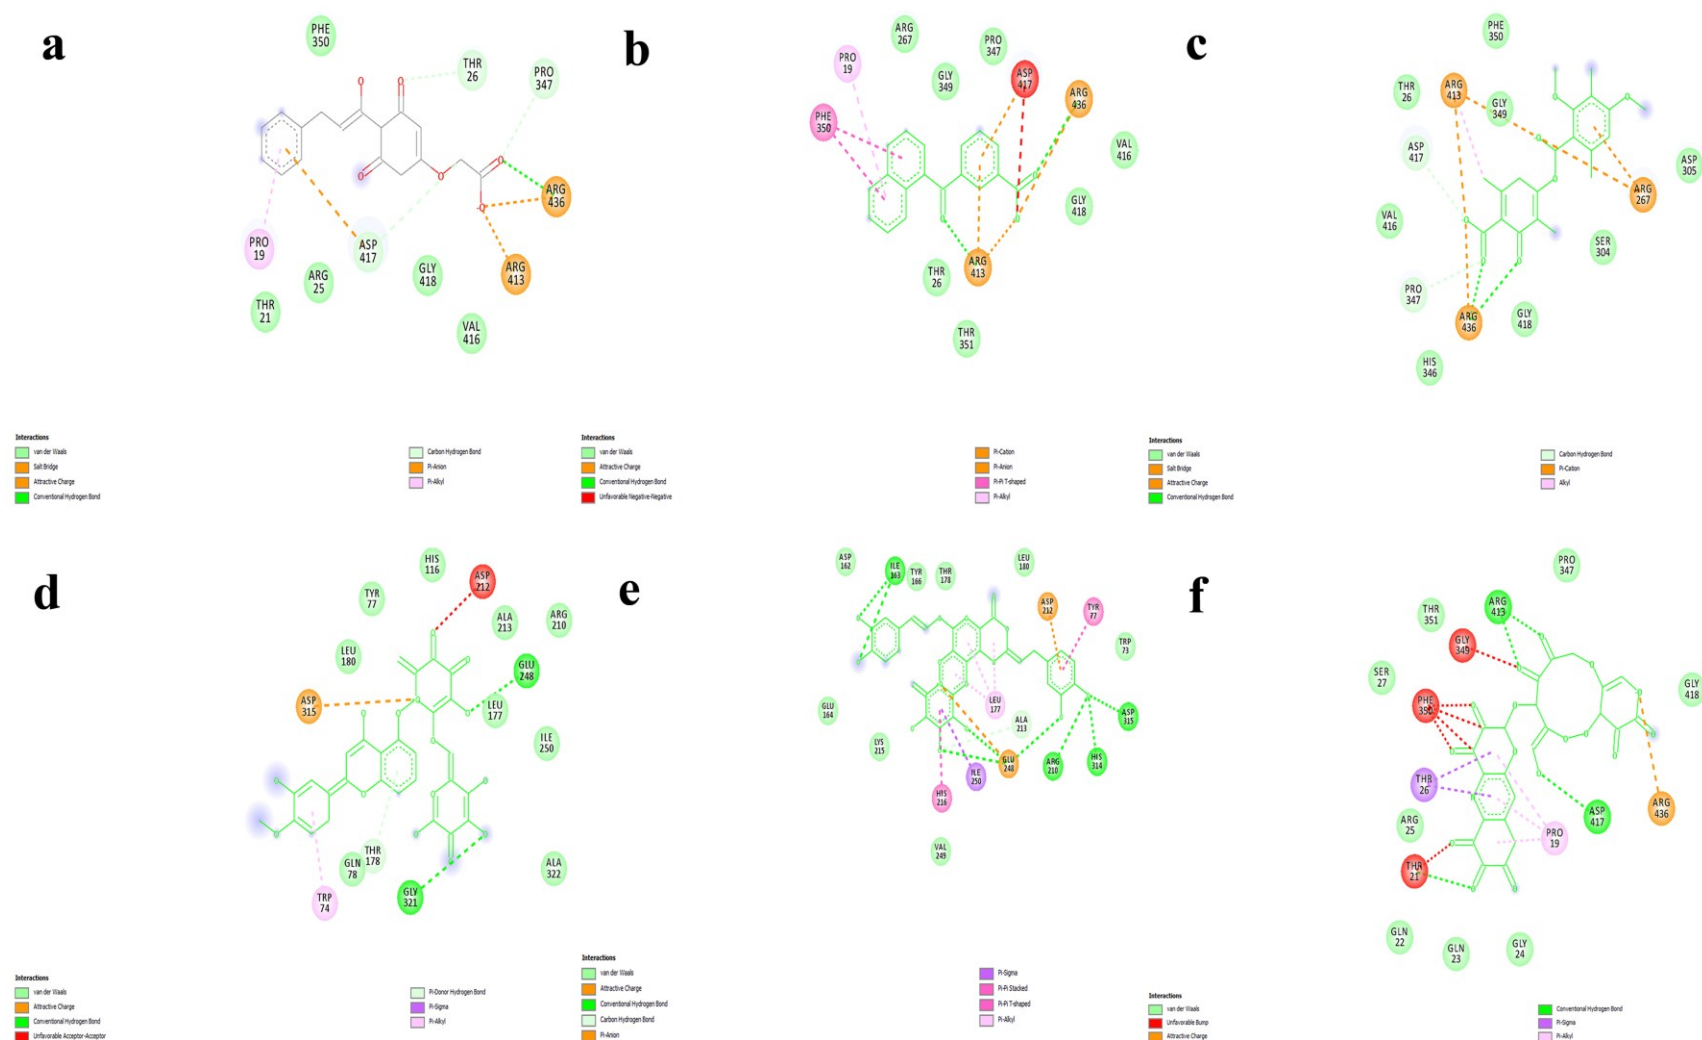 a
PHE
350
THR
26
PRO
347
ARG
436
ARG
413
ASP
417
GLY
418
VAL
416
PRO
19
ARG
25
THR
21
Interactions
van der Waals
Salt Bridge
Attractive Charge
Conventional Hydrogen Bond
Carbon Hydrogen Bond
Pi-Anion
Pi-Alkyl
b
ARG
267
PRO
347
PRO
19
GLY
349
ASP
417
ARG
436
PHE
350
VAL
416
GLY
418
ARG
413
THR
26
THR
351
Interactions
van der Waals
Attractive Charge
Conventional Hydrogen Bond
Unfavorable Negative-Negative
Pi-Cation
Pi-Anion
Pi-Pi T-shaped
Pi-Alkyl
c
PHE
350
THR
26
ARG
413
GLY
349
ASP
417
ASP
305
ARG
267
VAL
416
SER
304
PRO
347
ARG
436
GLY
418
HIS
346
Interactions
van der Waals
Salt Bridge
Attractive Charge
Conventional Hydrogen Bond
Carbon Hydrogen Bond
Pi-Cation
Alkyl
d
HIS
116
ASP
212
TYR
77
ALA
213
ARG
210
LEU
180
GLU
248
ASP
315
LEU
177
ILE
250
THR
178
GLN
78
ALA
322
TRP
74
GLY
321
Interactions
van der Waals
Attractive Charge
Conventional Hydrogen Bond
Unfavorable Acceptor-Acceptor
Pi-Donor Hydrogen Bond
Pi-Sigma
Pi-Alkyl
e
ASP
162
ILE
163
TYR
166
THR
178
LEU
180
ASP
212
TYR
77
TRP
73
LEU
177
GLU
164
ALA
213
ASP
315
LYS
215
GLU
248
ARG
210
HIS
314
ILE
250
HIS
216
VAL
249
Interactions
van der Waals
Attractive Charge
Conventional Hydrogen Bond
Carbon Hydrogen Bond
Pi-Anion
Pi-Sigma
Pi-Pi Stacked
Pi-Pi T-shaped
Pi-Alkyl
f
PRO
347
THR
351
ARG
413
GLY
349
SER
27
GLY
418
PHE
350
THR
26
ARG
436
ARG
25
ASP
417
PRO
19
THR
21
GLN
22
GLN
23
GLY
24
Interactions
van der Waals
Unfavorable Bump
Attractive Charge
Conventional Hydrogen Bond
Pi-Sigma
Pi-Alkyl